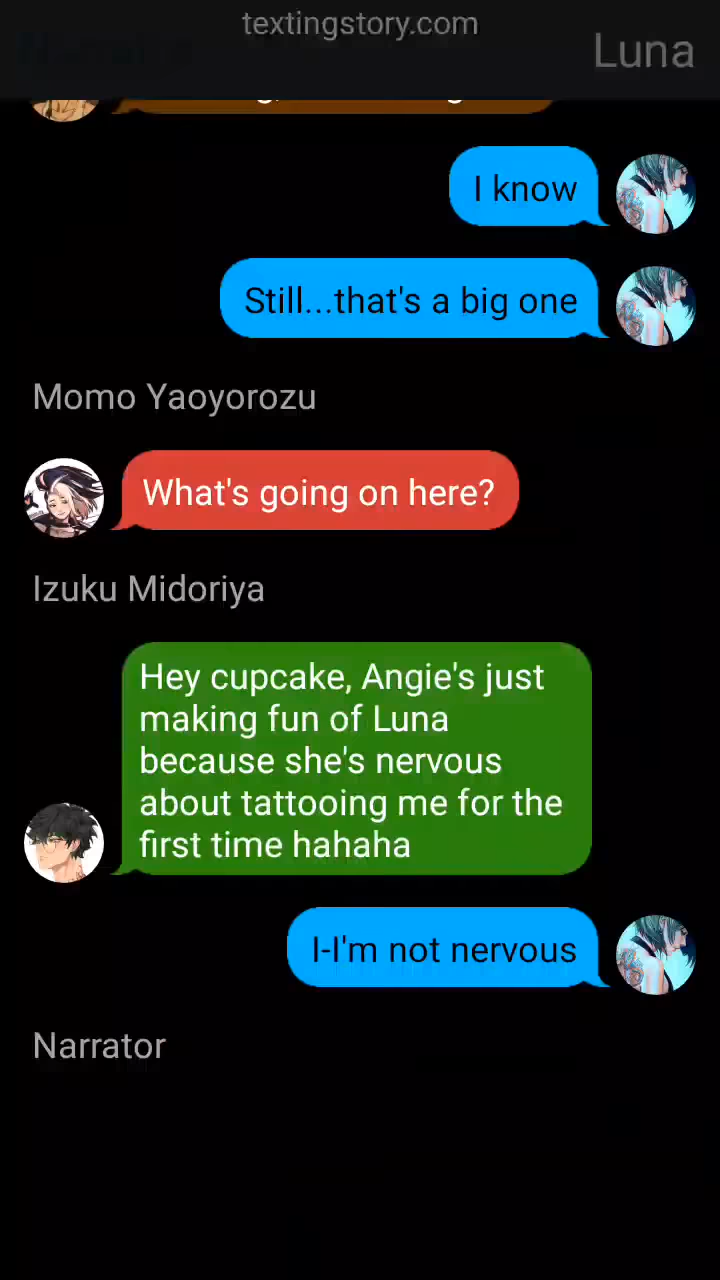 textingstory.com
Luna
I know
Still...that's a big one
Momo Yaoyorozu
What's going on here?
Izuku Midoriya
Hey cupcake, Angie's just
making fun of Luna
because she's nervous
about tattooing me for the
first time hahaha
I-I'm not nervous
Narrator